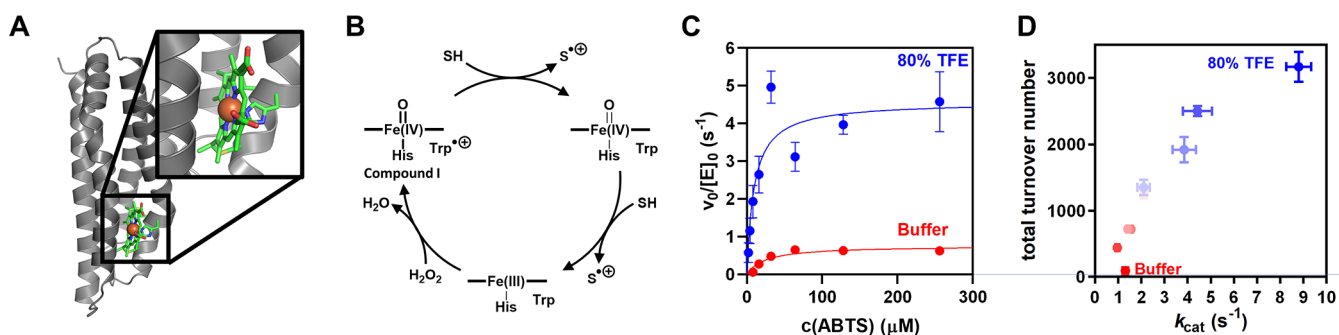 A
B
SH
S•⊕
O
Fe(IV)
His
Trp•⊕
Compound I
O
Fe(IV)
His
Trp
H2O
H2O2
SH
S•⊕
Fe(III)
His
Trp
C
v0/[E]0 (s-1)
6
5
4
3
2
1
0
80% TFE
Buffer
0
100
200
300
c(ABTS) (μM)
D
total turnover number
3000
2000
1000
0
80% TFE
Buffer
0 1 2 3 4 5 6 7 8 9 10
kcat (s-1)